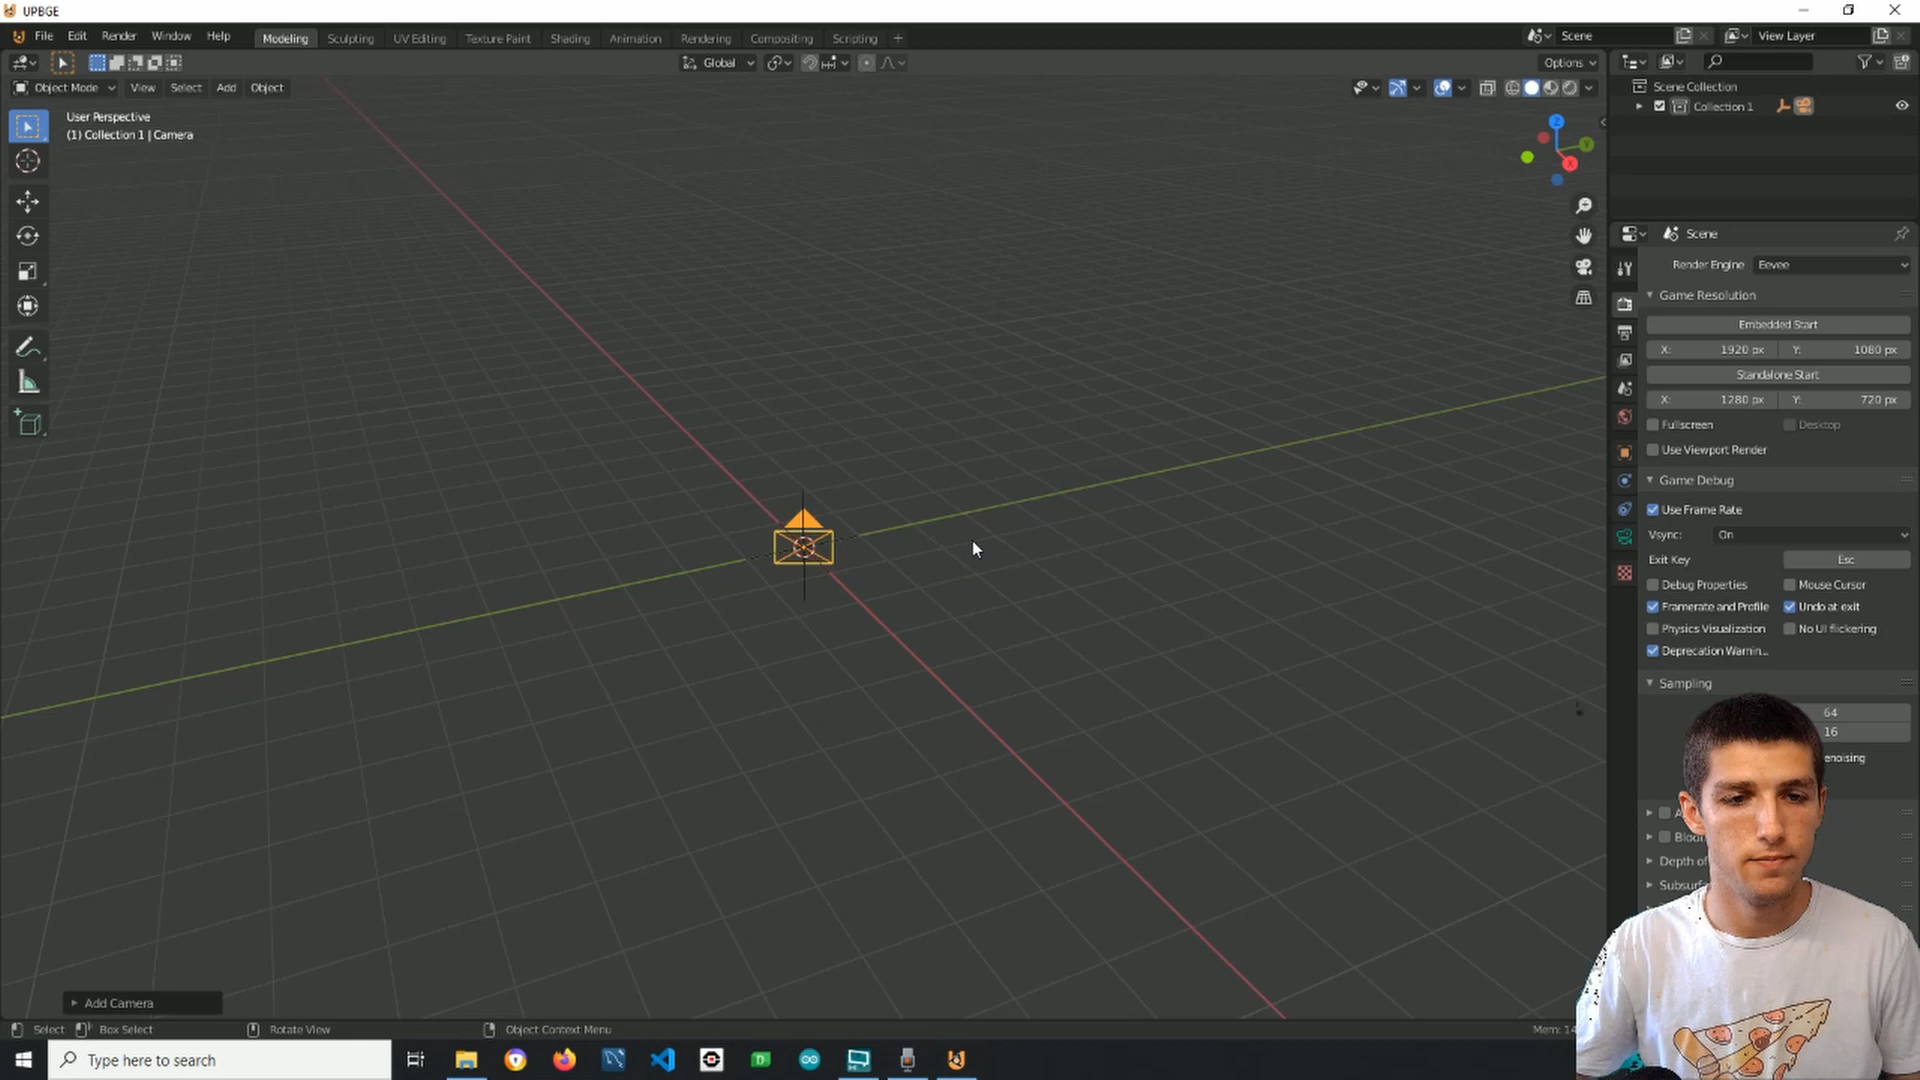 UPBGE
File Edit Render Window Help Modeling Sculpting UV Editing Texture Paint Shading Animation Rendering Compositing Scripting + Scene View Layer
Global Options
Object Mode View Select Add Object
User Perspective
(1) Collection 1 | Camera
Z
Y
X
Scene Collection
Collection 1
Scene
Render Engine Eevee
Game Resolution
Embedded Start
X: 1920 px Y: 1080 px
Standalone Start
X: 1280 px Y: 720 px
Fullscreen Desktop
Use Viewport Render
Game Debug
Use Frame Rate
Vsync: On
Exit Key Esc
Debug Properties Mouse Cursor
Framerate and Profile Undo at exit
Physics Visualization No UI flickering
Deprecation Warnin...
Sampling
64
16
enoising
A
Bloo
Depth of
Subsurf
Add Camera
Select Box Select Rotate View Object Context Menu Mem: 14
Type here to search